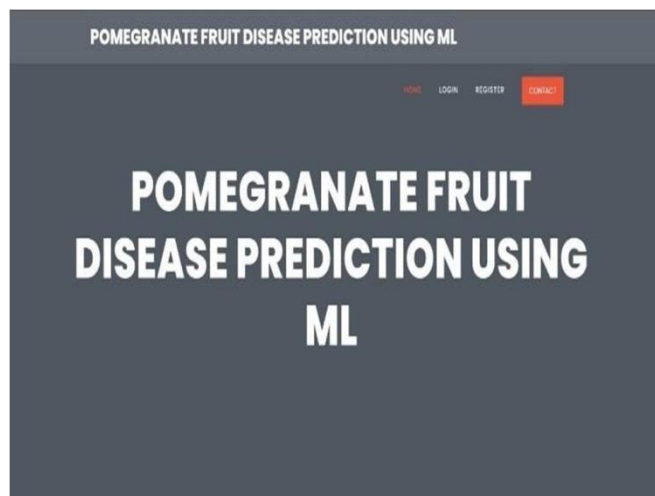 POMEGRANATE FRUIT DISEASE PREDICTION USING ML
HOME LOGIN REGISTER CONTACT
POMEGRANATE FRUIT
DISEASE PREDICTION USING
ML